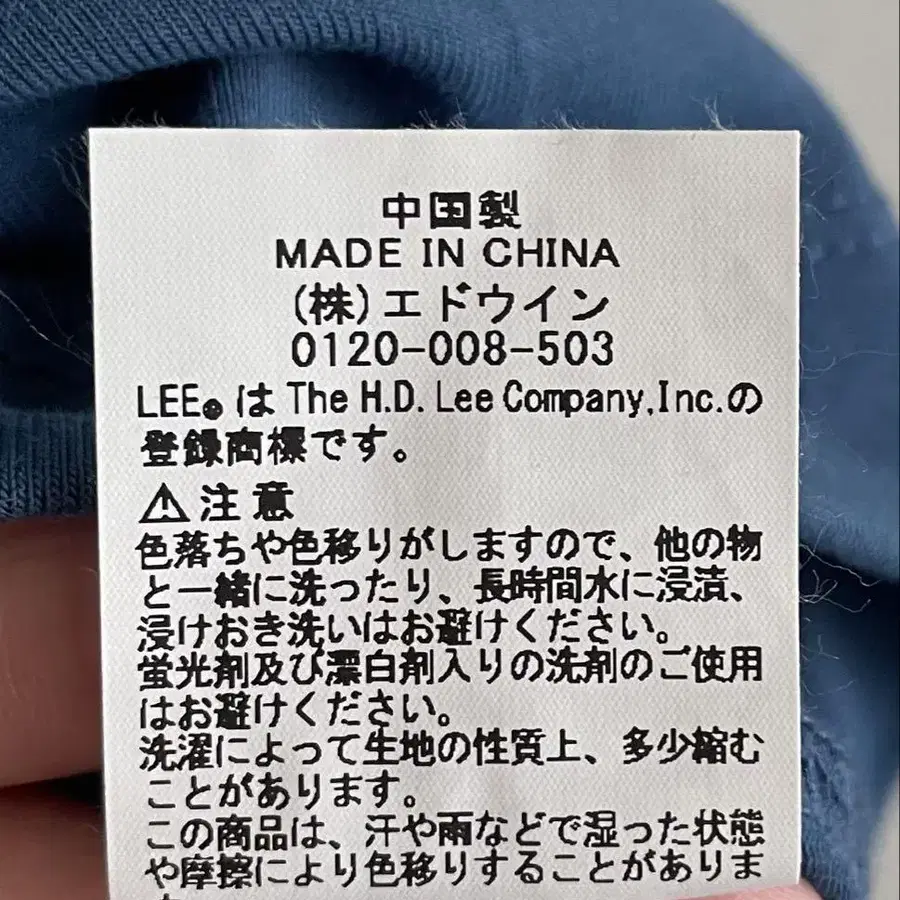 中国製
MADE IN CHINA
(株)エドウイン
0120-008-503
LEE® は The H.D. Lee Company,Inc.の
登録商標です。
⚠注意
色落ちや色移りがしますので、他の物
と一緒に洗ったり、長時間水に浸漬、
浸けおき洗いはお避けください。
蛍光剤及び漂白剤入りの洗剤のご使用
はお避けください。
洗濯によって生地の性質上、多少縮む
ことがあります。
この商品は、汗や雨などで湿った状態
や摩擦により色移りすることがありま